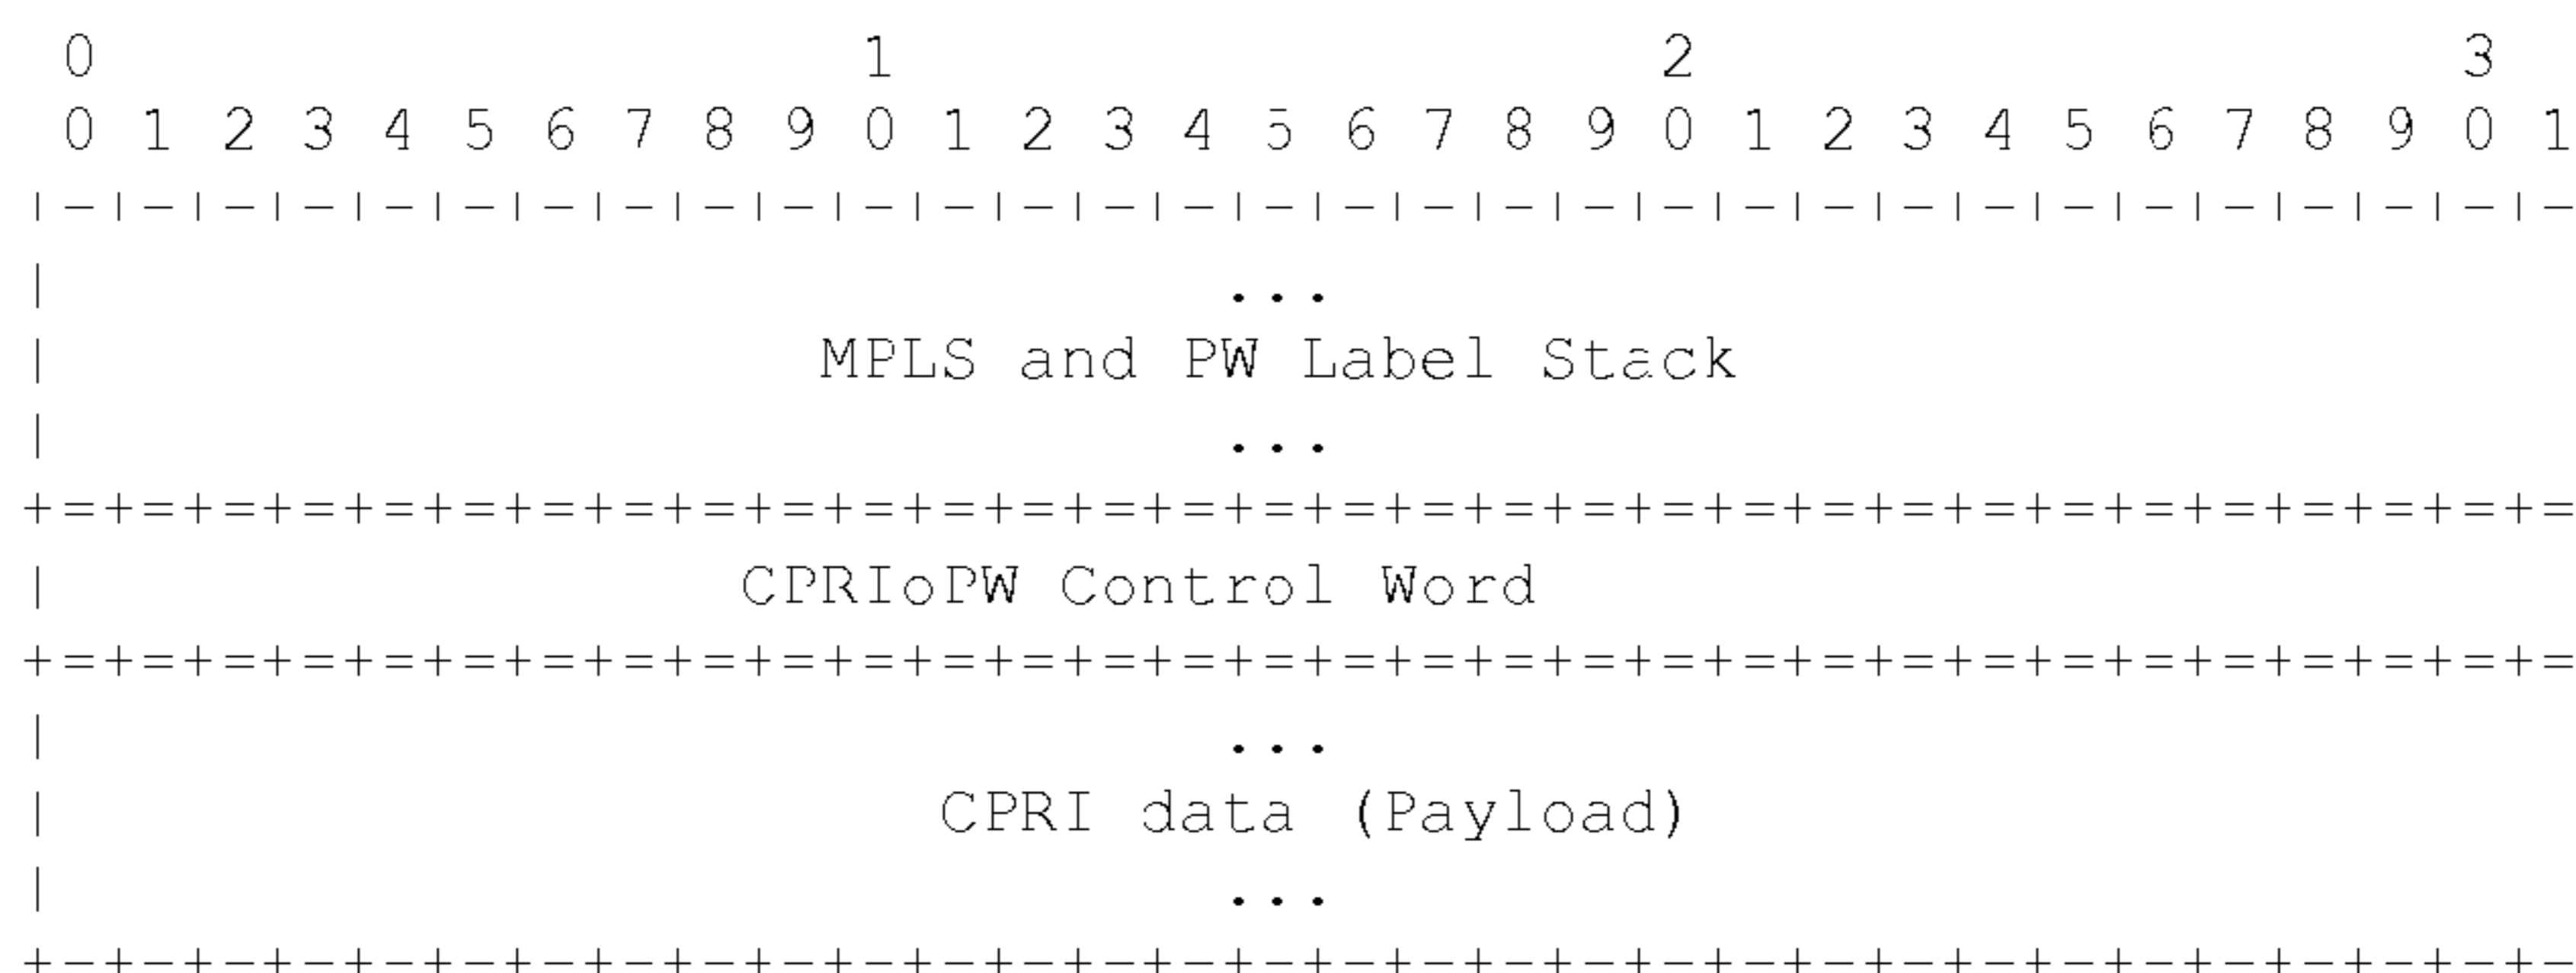 0                   1                   2                   3
0 1 2 3 4 5 6 7 8 9 0 1 2 3 4 5 6 7 8 9 0 1 2 3 4 5 6 7 8 9 0 1
|-|-|-|-|-|-|-|-|-|-|-|-|-|-|-|-|-|-|-|-|-|-|-|-|-|-|-|-|-|-|-|-
|                             ...
|                   MPLS and PW Label Stack
|                             ...
+=+=+=+=+=+=+=+=+=+=+=+=+=+=+=+=+=+=+=+=+=+=+=+=+=+=+=+=+=+=+=+=
|                 CPRIoPW Control Word
+=+=+=+=+=+=+=+=+=+=+=+=+=+=+=+=+=+=+=+=+=+=+=+=+=+=+=+=+=+=+=+=
|                             ...
|                      CPRI data (Payload)
|                             ...
+-+-+-+-+-+-+-+-+-+-+-+-+-+-+-+-+-+-+-+-+-+-+-+-+-+-+-+-+-+-+-+-